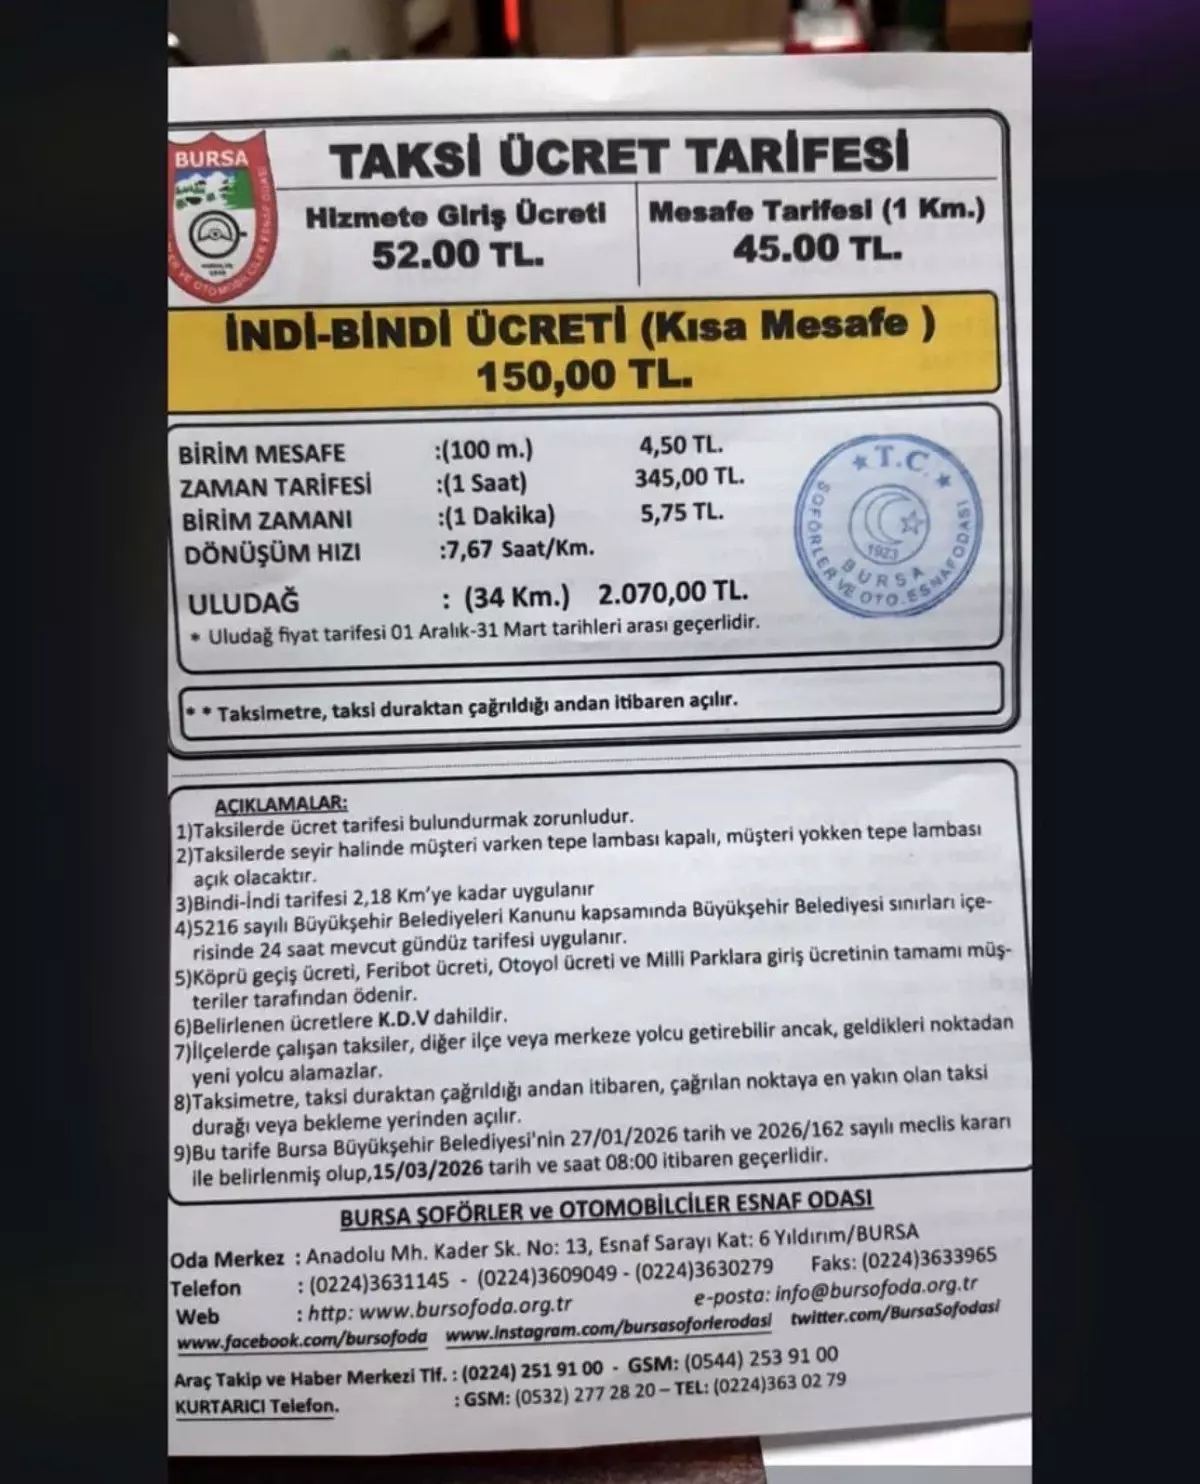 BURSA
TAKSİ ÜCRET TARİFESİ
Hizmete Giriş Ücreti
52.00 TL.
Mesafe Tarifesi (1 Km.)
45.00 TL.
İNDİ-BİNDİ ÜCRETİ (Kısa Mesafe )
150,00 TL.
BİRİM MESAFE :(100 m.) 4,50 TL.
ZAMAN TARİFESİ :(1 Saat) 345,00 TL.
BİRİM ZAMANI :(1 Dakika) 5,75 TL.
DÖNÜŞÜM HIZI :7,67 Saat/Km.
ULUDAĞ : (34 Km.) 2.070,00 TL.
* Uludağ fiyat tarifesi 01 Aralık-31 Mart tarihleri arası geçerlidir.
T.C.
ŞOFÖRLER VE OTO. ESNAF ODASI
1923
BURSA
* * Taksimetre, taksi duraktan çağrıldığı andan itibaren açılır.
AÇIKLAMALAR:
1)Taksilerde ücret tarifesi bulundurmak zorunludur.
2)Taksilerde seyir halinde müşteri varken tepe lambası kapalı, müşteri yokken tepe lambası
açık olacaktır.
3)Bindi-İndi tarifesi 2,18 Km'ye kadar uygulanır
4)5216 sayılı Büyükşehir Belediyeleri Kanunu kapsamında Büyükşehir Belediyesi sınırları içe-
risinde 24 saat mevcut gündüz tarifesi uygulanır.
5)Köprü geçiş ücreti, Feribot ücreti, Otoyol ücreti ve Milli Parklara giriş ücretinin tamamı müş-
teriler tarafından ödenir.
6)Belirlenen ücretlere K.D.V dahildir.
7)İlçelerde çalışan taksiler, diğer ilçe veya merkeze yolcu getirebilir ancak, geldikleri noktadan
yeni yolcu alamazlar.
8)Taksimetre, taksi duraktan çağrıldığı andan itibaren, çağrılan noktaya en yakın olan taksi
durağı veya bekleme yerinden açılır.
9)Bu tarife Bursa Büyükşehir Belediyesi'nin 27/01/2026 tarih ve 2026/162 sayılı meclis kararı
ile belirlenmiş olup,15/03/2026 tarih ve saat 08:00 itibaren geçerlidir.
BURSA ŞOFÖRLER ve OTOMOBİLCİLER ESNAF ODASI
Oda Merkez : Anadolu Mh. Kader Sk. No: 13, Esnaf Sarayı Kat: 6 Yıldırım/BURSA
Telefon : (0224)3631145 - (0224)3609049 - (0224)3630279 Faks: (0224)3633965
Web : http: www.bursofoda.org.tr e-posta: info@bursofoda.org.tr
www.facebook.com/bursofoda www.instagram.com/bursasoforlerodasi twitter.com/BursaSofodasi
Araç Takip ve Haber Merkezi Tlf. : (0224) 251 91 00 - GSM: (0544) 253 91 00
KURTARICI Telefon. : GSM: (0532) 277 28 20 – TEL: (0224)363 02 79